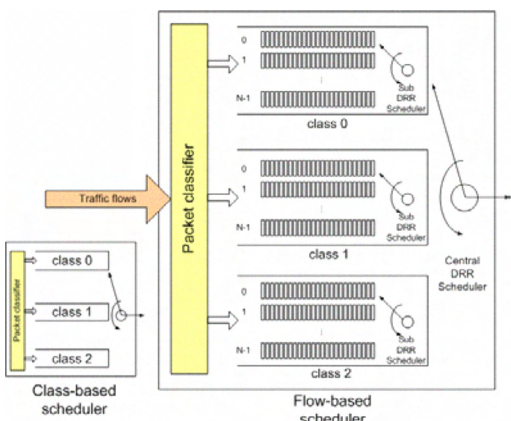 0
1
N-1
Sub
DRR
Scheduler
class 0
Packet classifier
Traffic flows
0
1
N-1
Sub
DRR
Scheduler
class 1
Central
DRR
Scheduler
0
1
N-1
Sub
DRR
Scheduler
class 2
Packet classifier
class 0
class 1
class 2
Class-based
scheduler
Flow-based
scheduler